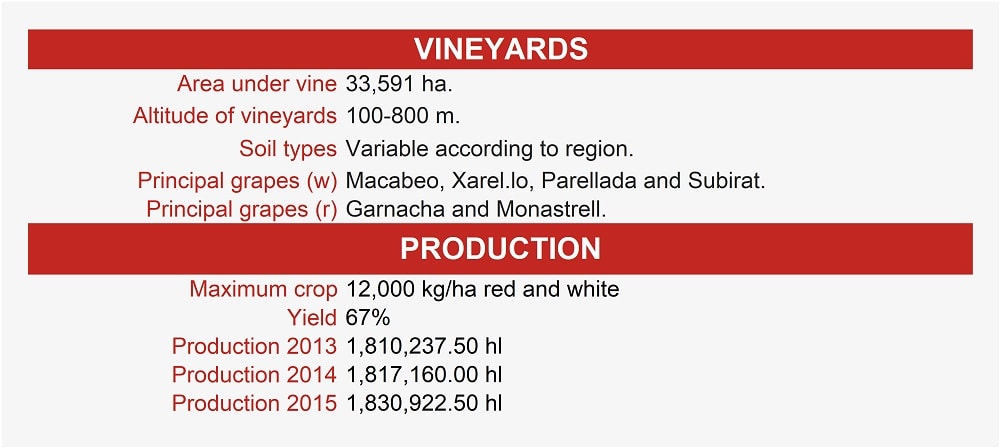 VINEYARDS
Area under vine 33,591 ha.
Altitude of vineyards 100-800 m.
Soil types Variable according to region.
Principal grapes (w) Macabeo, Xarel.lo, Parellada and Subirat.
Principal grapes (r) Garnacha and Monastrell.
PRODUCTION
Maximum crop 12,000 kg/ha red and white
Yield 67%
Production 2013 1,810,237.50 hl
Production 2014 1,817,160.00 hl
Production 2015 1,830,922.50 hl